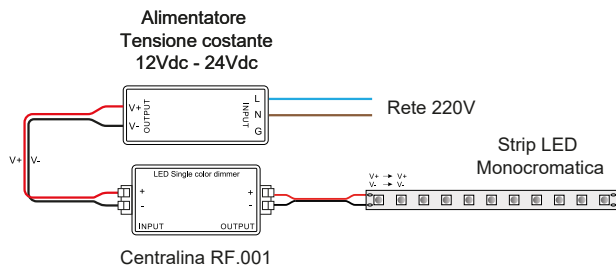 Alimentatore
Tensione costante
12Vdc - 24Vdc
V+
V-
OUTPUT
INPUT
L
N
G
Rete 220V
V+
V-
LED Single color dimmer
+
-
+
-
INPUT
OUTPUT
Centralina RF.001
Strip LED
Monocromatica
V+ → V+
V- → V-